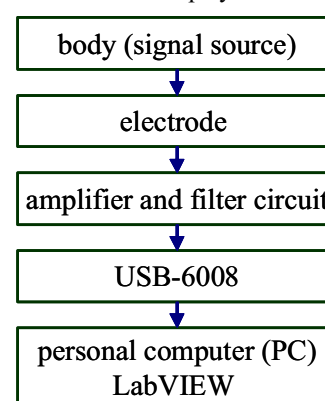 body (signal source)
electrode
amplifier and filter circuit
USB-6008
personal computer (PC)
LabVIEW